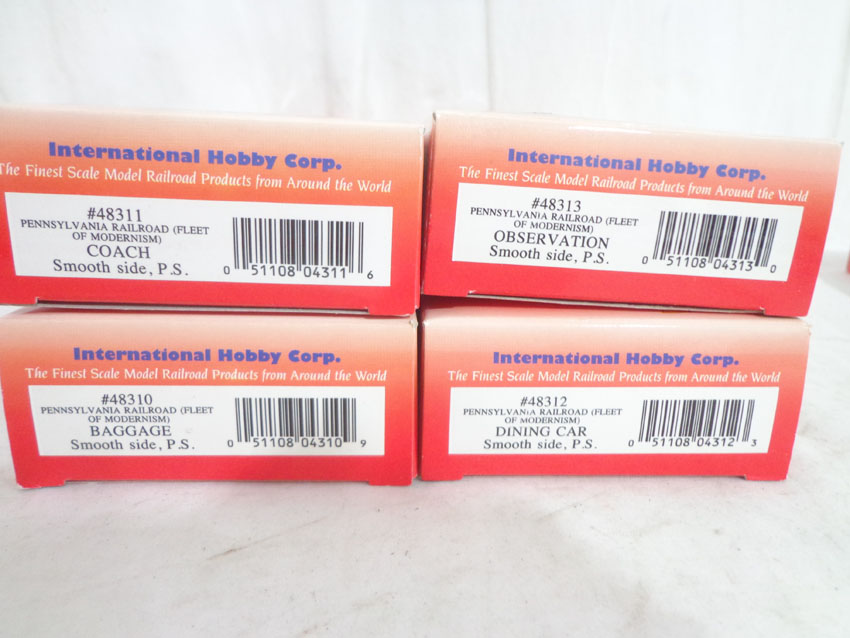 International Hobby Corp.
The Finest Scale Model Railroad Products from Around the World
#48311
PENNSYLVANIA RAILROAD (FLEET
OF MODERNISM)
COACH
Smooth side, P.S.
0 51108 04311 6
International Hobby Corp.
The Finest Scale Model Railroad Products from Around the World
#48313
PENNSYLVANIA RAILROAD (FLEET
OF MODERNISM)
OBSERVATION
Smooth side, P.S.
0 51108 04313 0
International Hobby Corp.
The Finest Scale Model Railroad Products from Around the World
#48310
PENNSYLVANIA RAILROAD (FLEET
OF MODERNISM)
BAGGAGE
Smooth side, P.S.
0 51108 04310 9
International Hobby Corp.
The Finest Scale Model Railroad Products from Around the World
#48312
PENNSYLVANIA RAILROAD (FLEET
OF MODERNISM)
DINING CAR
Smooth side, P.S.
0 51108 04312 3